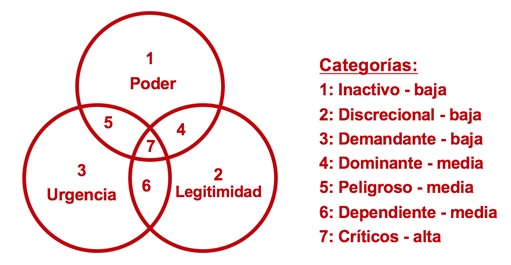 1
Poder
5
4
7
3
Urgencia
6
2
Legitimidad
Categorías:
1: Inactivo - baja
2: Discrecional - baja
3: Demandante - baja
4: Dominante - media
5: Peligroso - media
6: Dependiente - media
7: Críticos - alta